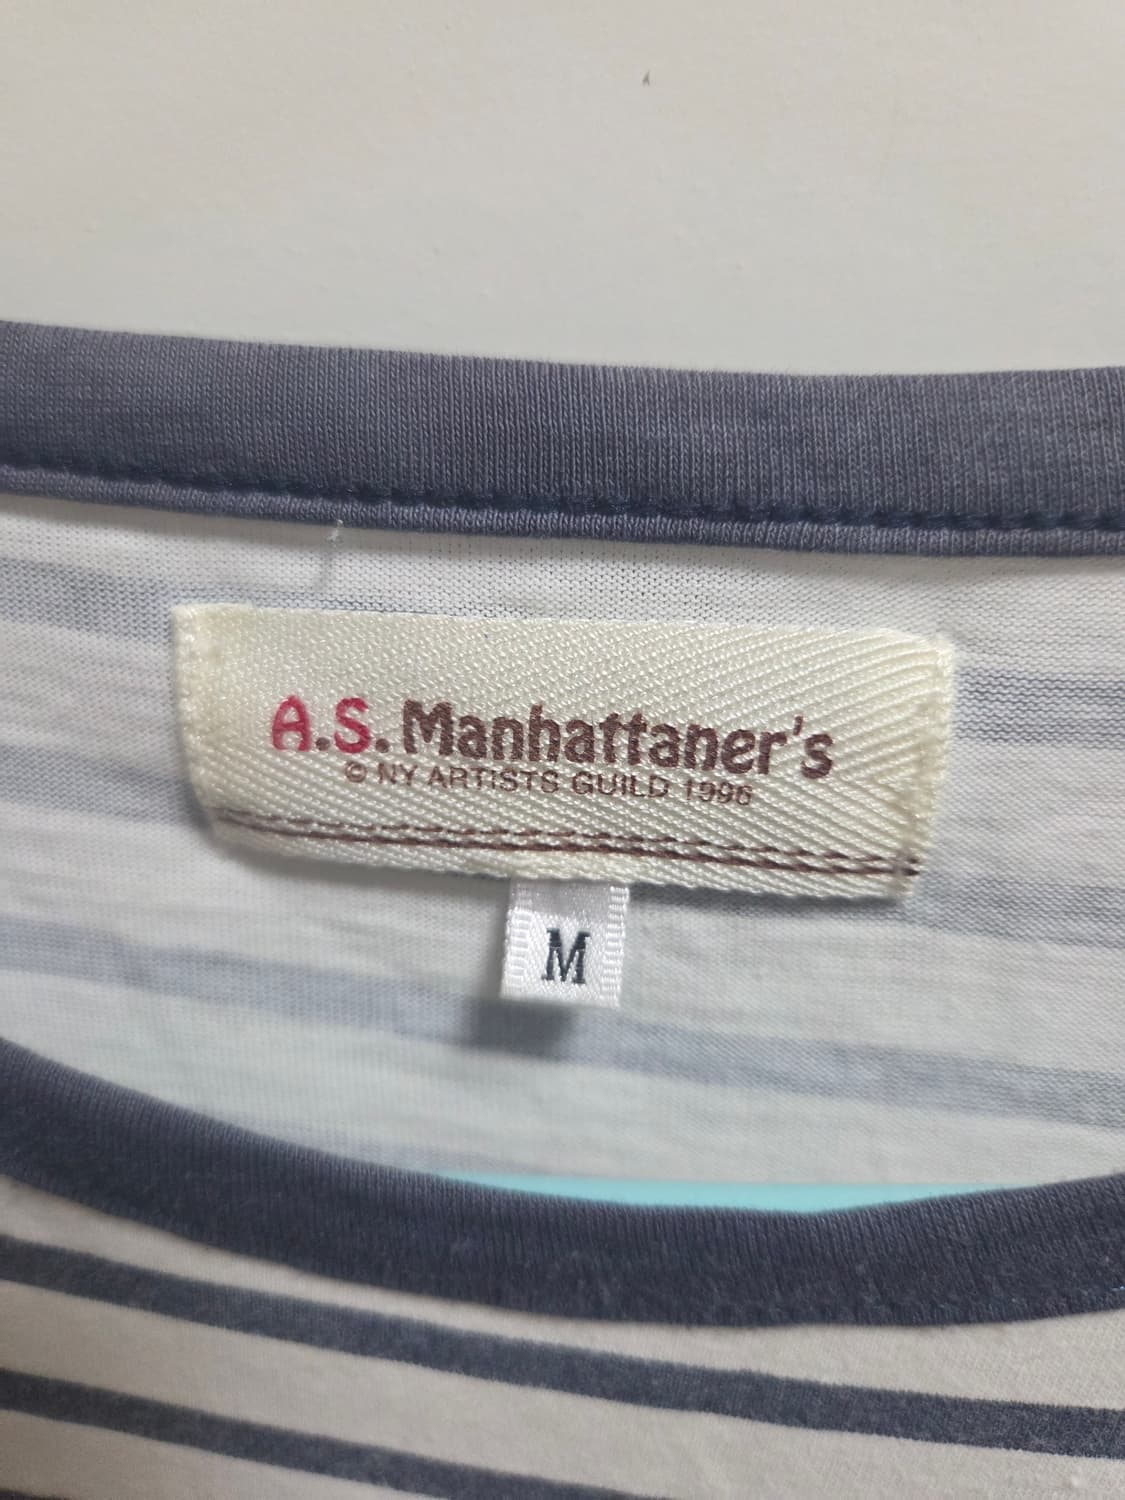 A.S. Manhattaner's
© NY ARTISTS GUILD 1996
M